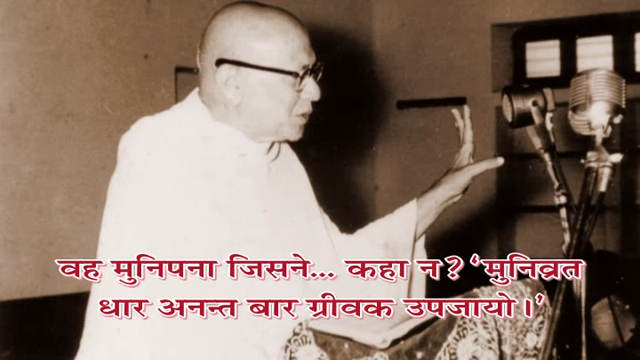 वह मुनिपना जिसने... कहा न? ‘मुनिव्रत
धार अनन्त बार ग्रीवक उपजायो।’